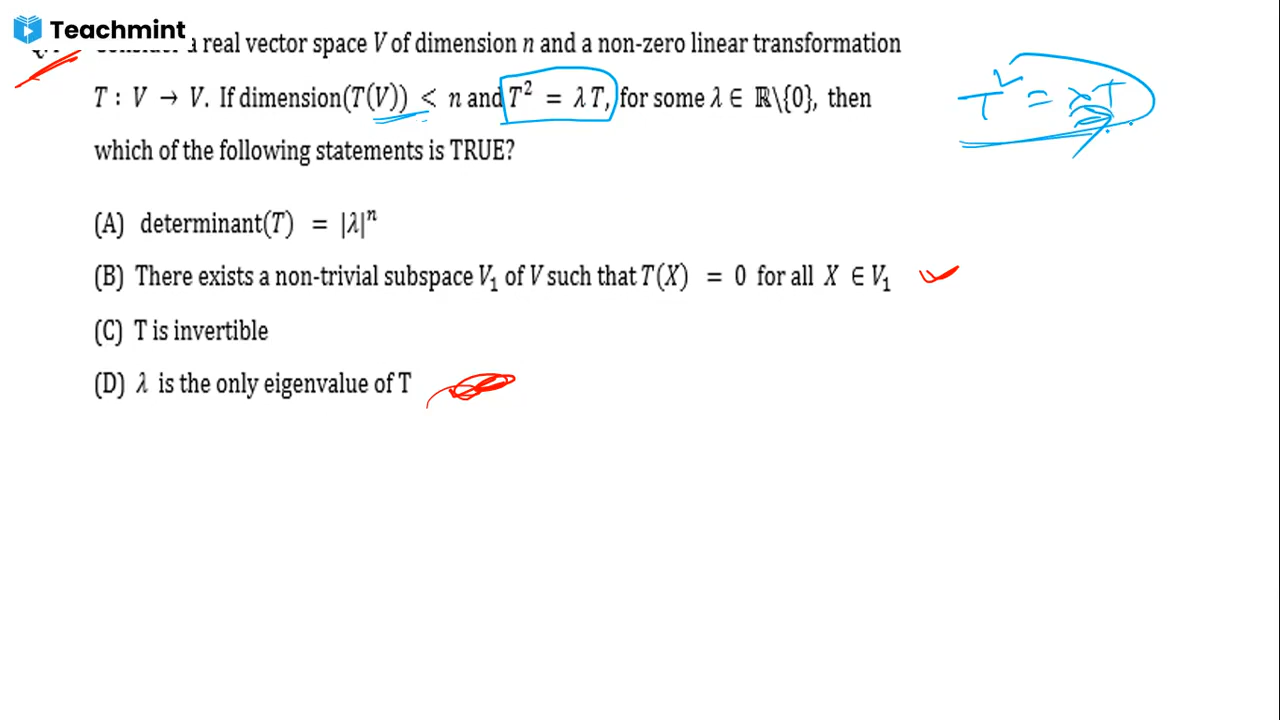 Teachmint
a real vector space V of dimension n and a non-zero linear transformation
T : V → V. If dimension(T(V)) < n and T² = λ T, for some λ ∈ ℝ\{0}, then
T² = λT
which of the following statements is TRUE?
(A) determinant(T) = |λ|ⁿ
(B) There exists a non-trivial subspace V₁ of V such that T(X) = 0 for all X ∈ V₁
(C) T is invertible
(D) λ is the only eigenvalue of T